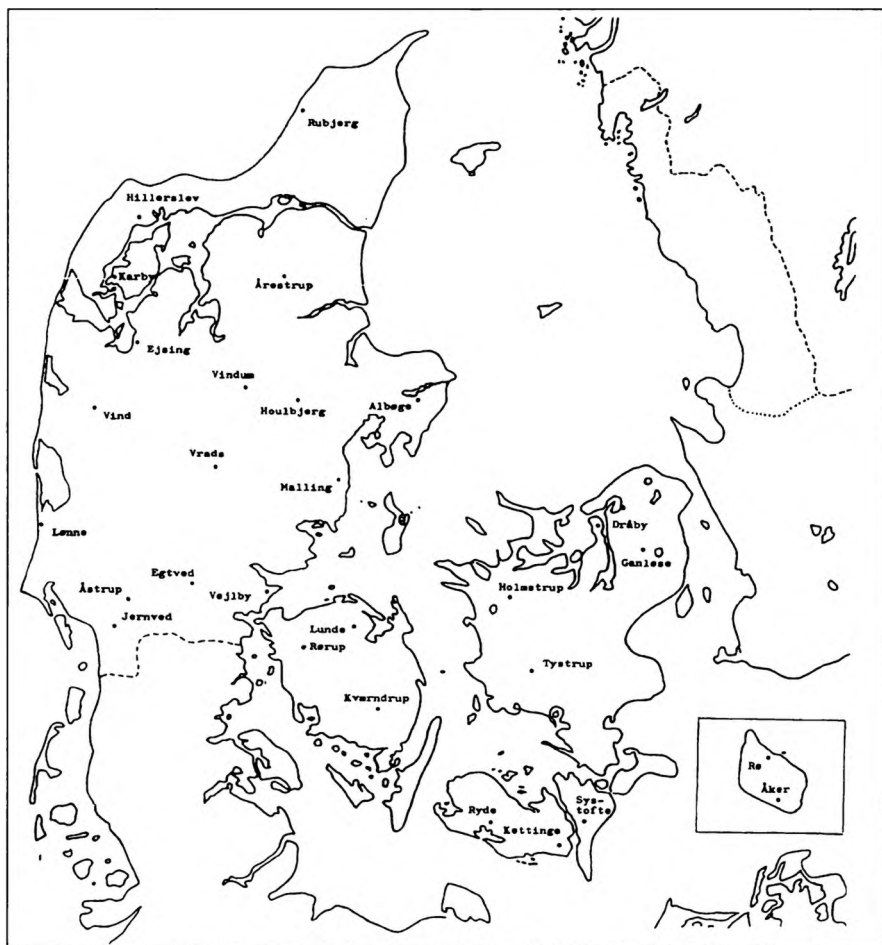 Rubjerg
Hillerslev
Karby
Årestrup
Ejsing
Vindum
Vind
Houlbjerg
Albøge
Vrads
Malling
Lønne
Dråby
Ganløse
Egtved
Åstrup
Vejlby
Holmstrup
Jernved
Lunde
Rørup
Tystrup
Kværndrup
Rø
Åker
Ryde
Sys-
tofte
Kettinge